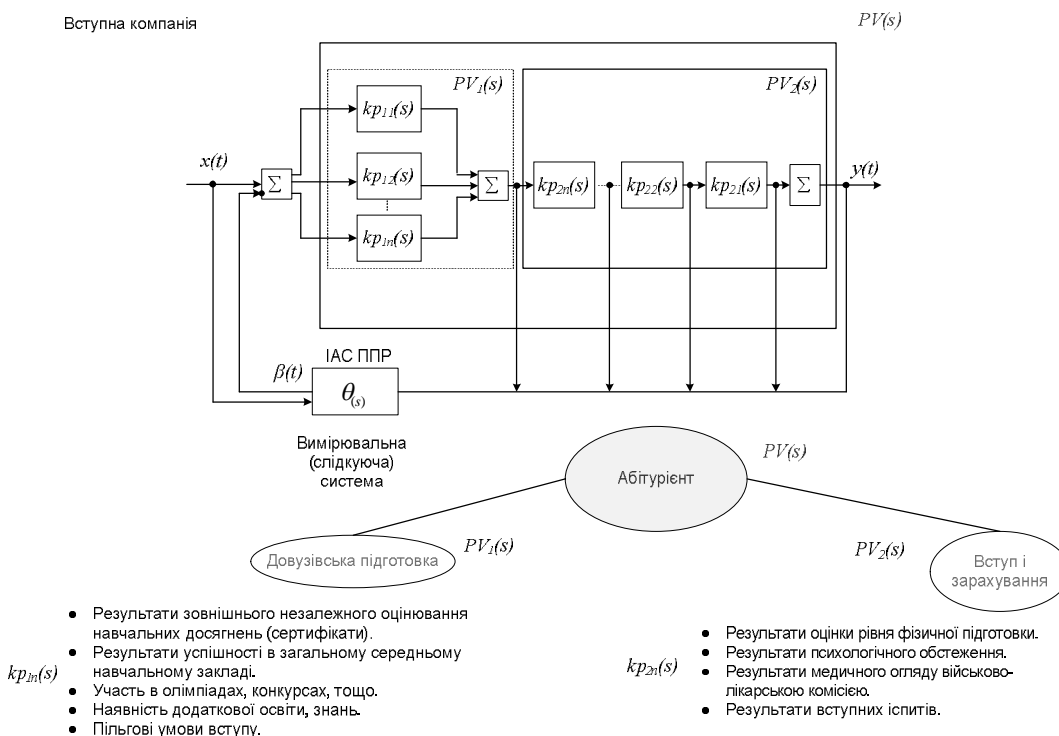 Вступна компанія
PV(s)
PV₁(s)
PV₂(s)
kp₁₁(s)
x(t)
y(t)
Σ
kp₁₂(s)
Σ
kp₂ₙ(s)
kp₂₂(s)
kp₂₁(s)
Σ
kp₁ₙ(s)
ІАС ППР
β(t)
θ(s)
Вимірювальна
(слідкуюча)
система
PV(s)
Абітурієнт
PV₁(s)
PV₂(s)
Довузівська підготовка
Вступ і
зарахування
kp₁ₙ(s)
● Результати зовнішнього незалежного оцінювання
навчальних досягнень (сертифікати).
● Результати успішності в загальному середньому
навчальному закладі.
● Участь в олімпіадах, конкурсах, тощо.
● Наявність додаткової освіти, знань.
● Пільгові умови вступу.
kp₂ₙ(s)
● Результати оцінки рівня фізичної підготовки.
● Результати психологічного обстеження.
● Результати медичного огляду військово-
лікарською комісією.
● Результати вступних іспитів.